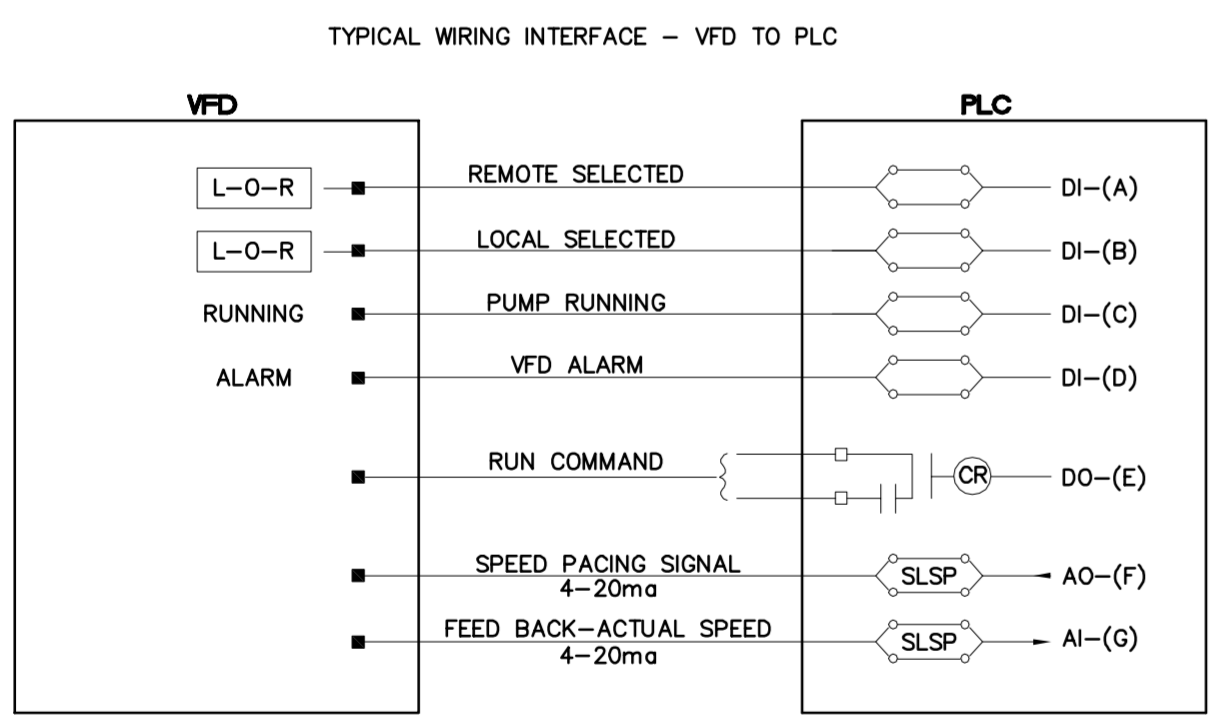 TYPICAL WIRING INTERFACE – VFD TO PLC
VFD
PLC
L–O–R
REMOTE SELECTED
DI–(A)
L–O–R
LOCAL SELECTED
DI–(B)
RUNNING
PUMP RUNNING
DI–(C)
ALARM
VFD ALARM
DI–(D)
RUN COMMAND
CR
DO–(E)
SPEED PACING SIGNAL
4–20ma
SLSP
AO–(F)
FEED BACK–ACTUAL SPEED
4–20ma
SLSP
AI–(G)